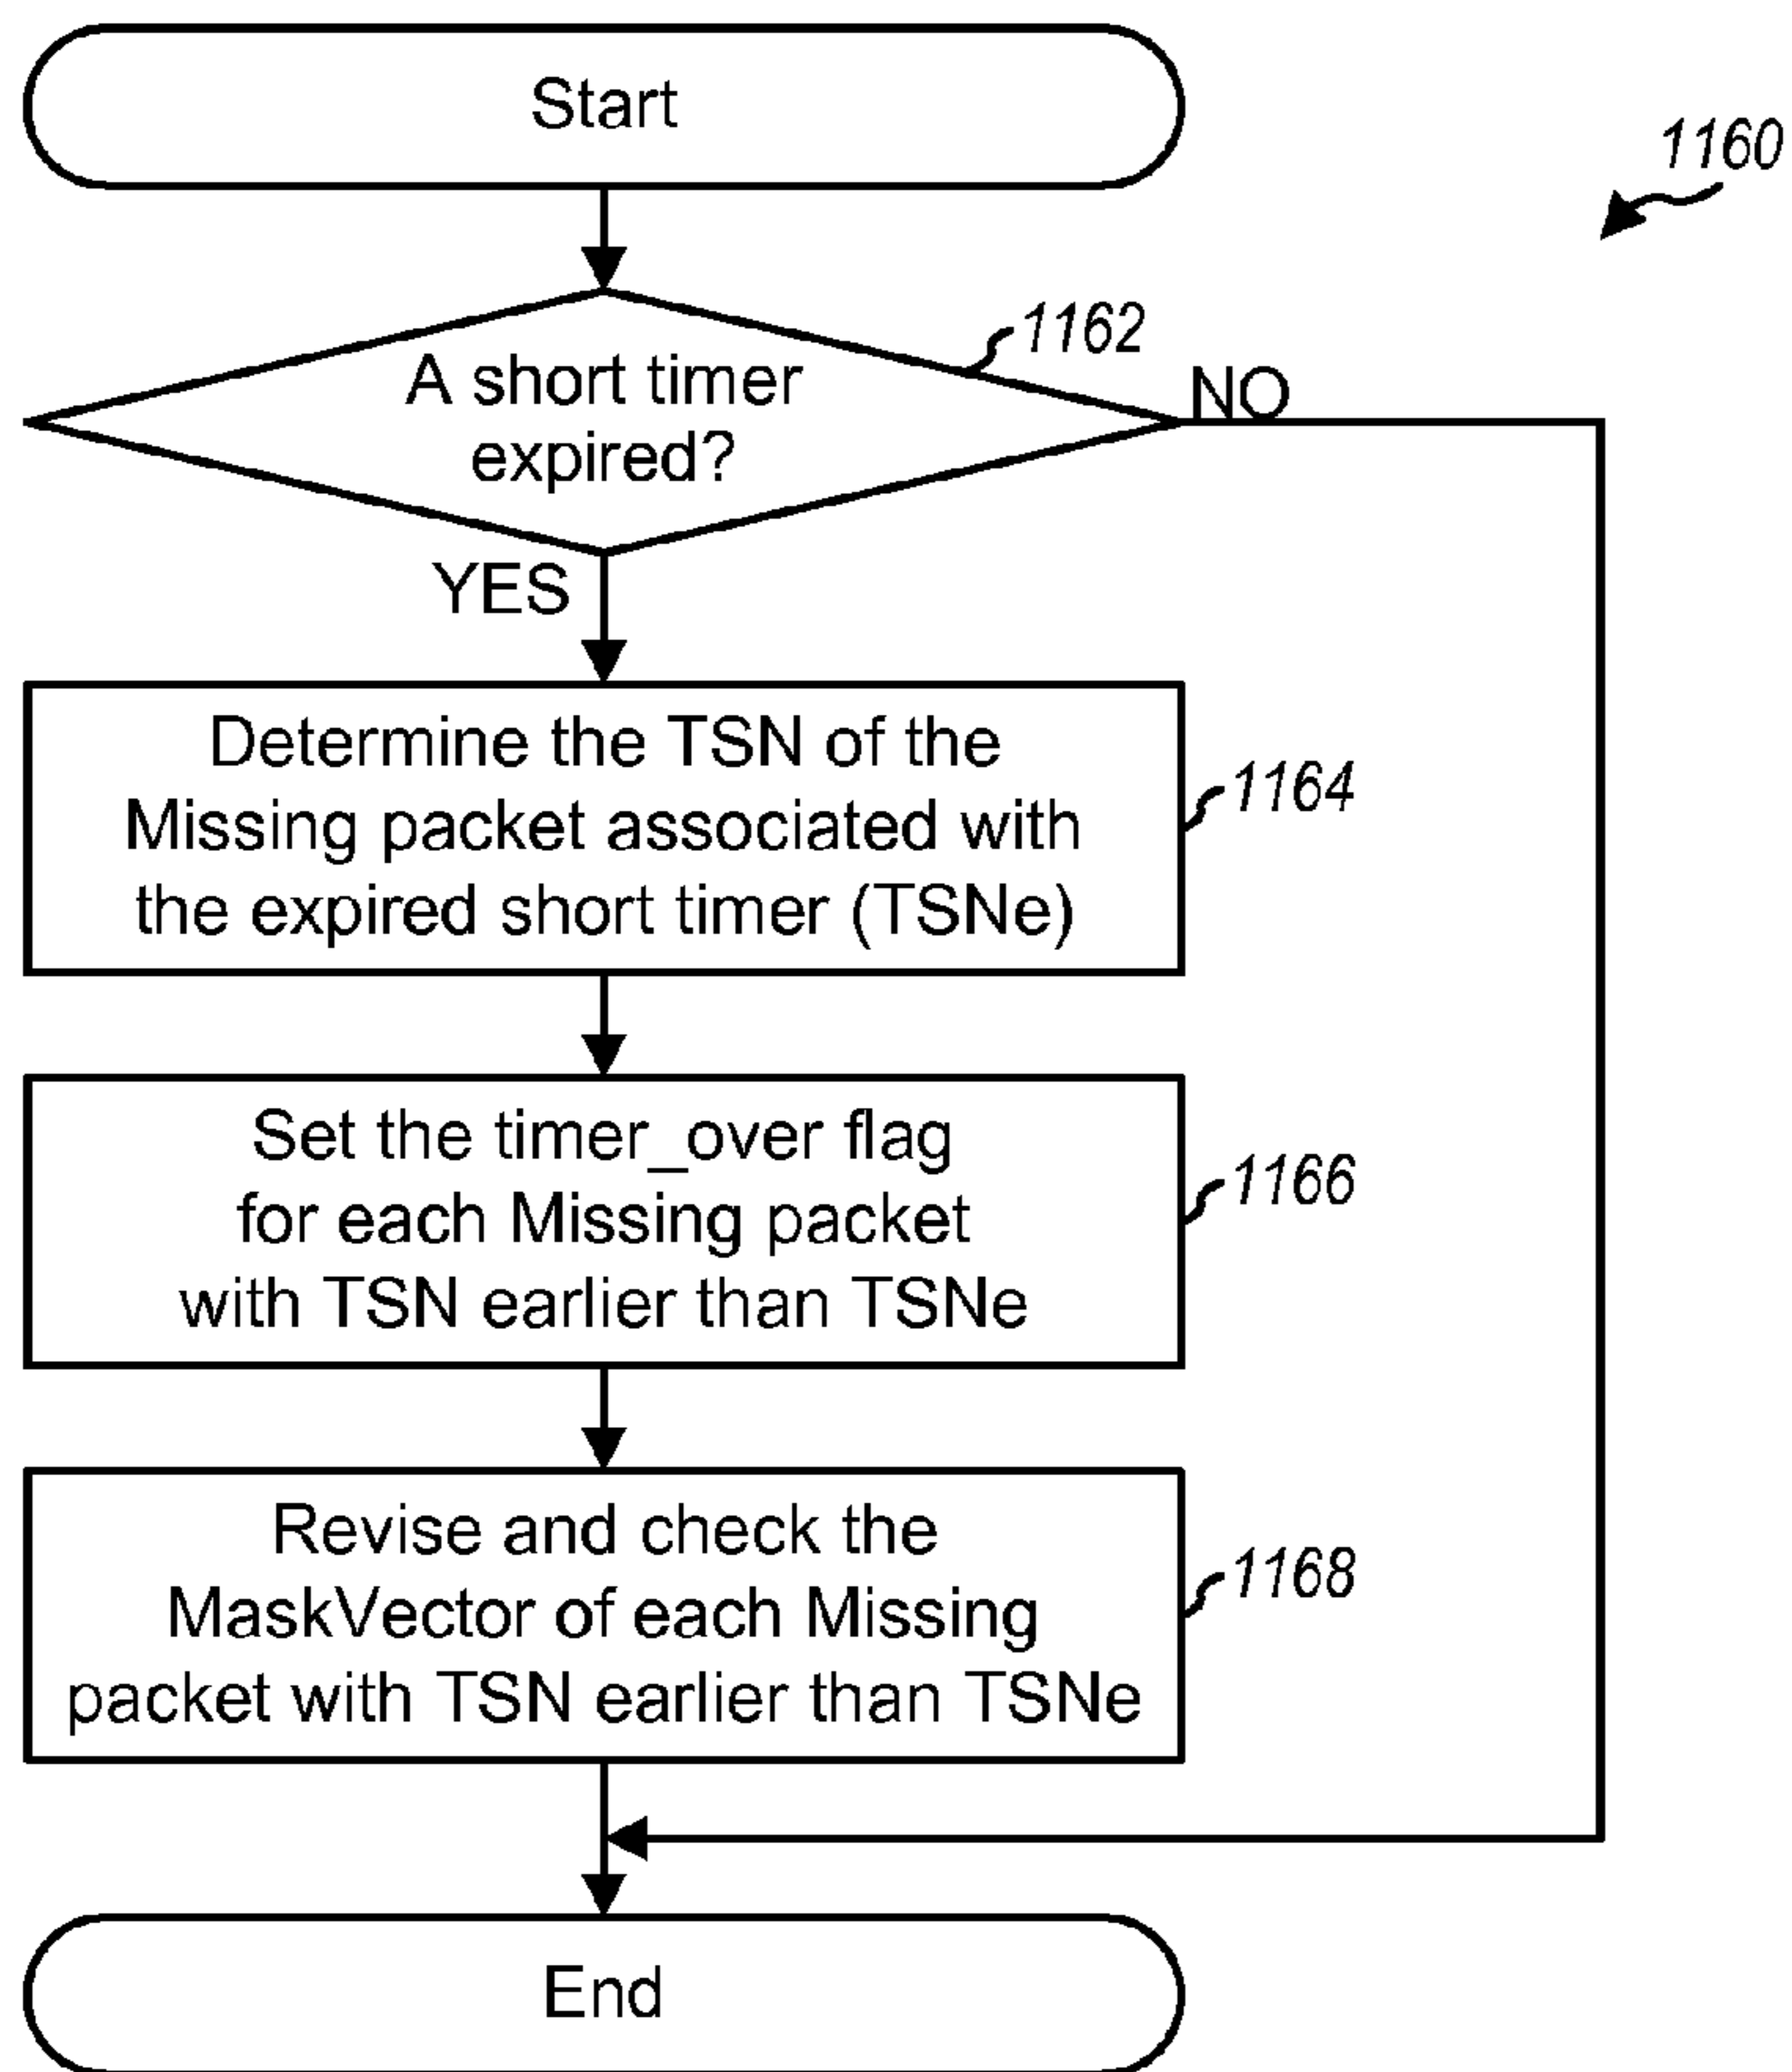 Start
1160
1162
A short timer
expired?
NO
YES
Determine the TSN of the
Missing packet associated with
the expired short timer (TSNe)
1164
Set the timer_over flag
for each Missing packet
with TSN earlier than TSNe
1166
Revise and check the
MaskVector of each Missing
packet with TSN earlier than TSNe
1168
End